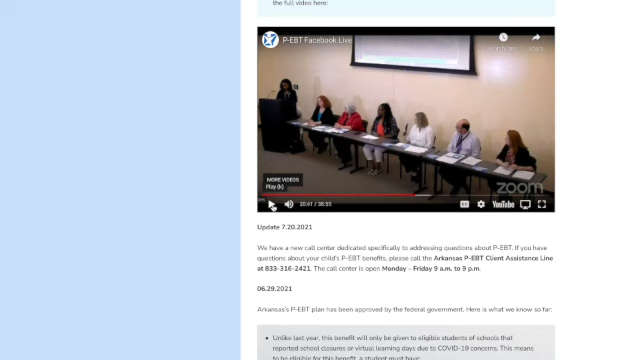 the full video here:
P-EBT Facebook Live
Share
MORE VIDEOS
Play (k)
20:41 / 38:55
zoom
YouTube
Update 7.20.2021
We have a new call center dedicated specifically to addressing questions about P-EBT. If you have
questions about your child's P-EBT benefits, please call the Arkansas P-EBT Client Assistance Line
at 833-316-2421. The call center is open Monday – Friday 9 a.m. to 9 p.m.
06.29.2021
Arkansas's P-EBT plan has been approved by the federal government. Here is what we know so far:
• Unlike last year, this benefit will only be given to eligible students of schools that
reported school closures or virtual learning days due to COVID-19 concerns. This means
to be eligible for this benefit, a student must have: